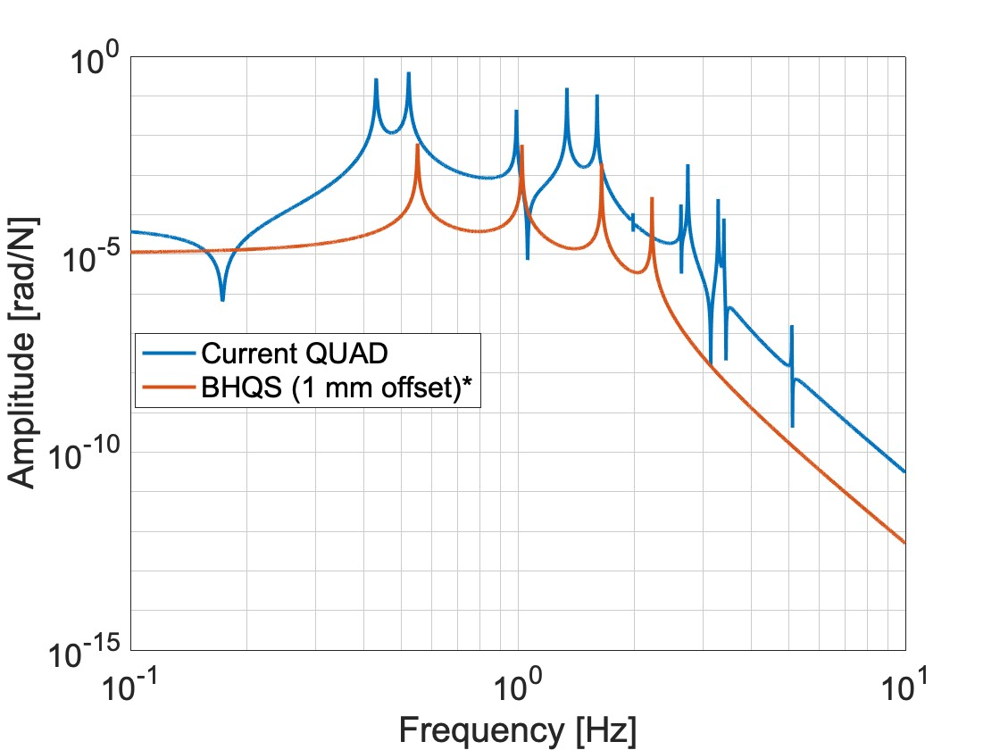 10^0
10^-5
10^-10
10^-15
Amplitude [rad/N]
Current QUAD
BHQS (1 mm offset)*
10^-1
10^0
10^1
Frequency [Hz]